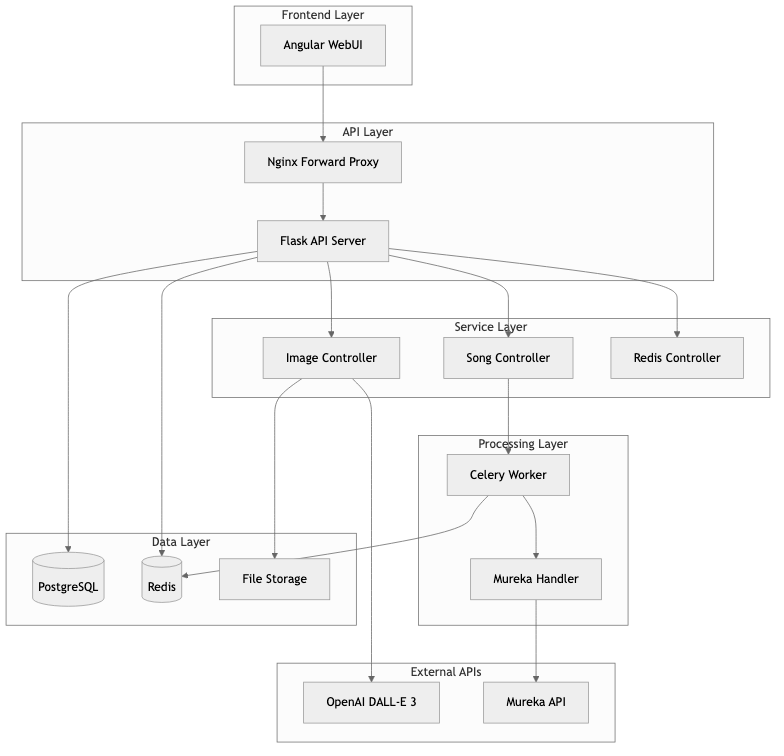 Frontend Layer
Angular WebUI
API Layer
Nginx Forward Proxy
Flask API Server
Service Layer
Image Controller
Song Controller
Redis Controller
Processing Layer
Celery Worker
Data Layer
PostgreSQL
Redis
File Storage
Mureka Handler
External APIs
OpenAI DALL-E 3
Mureka API